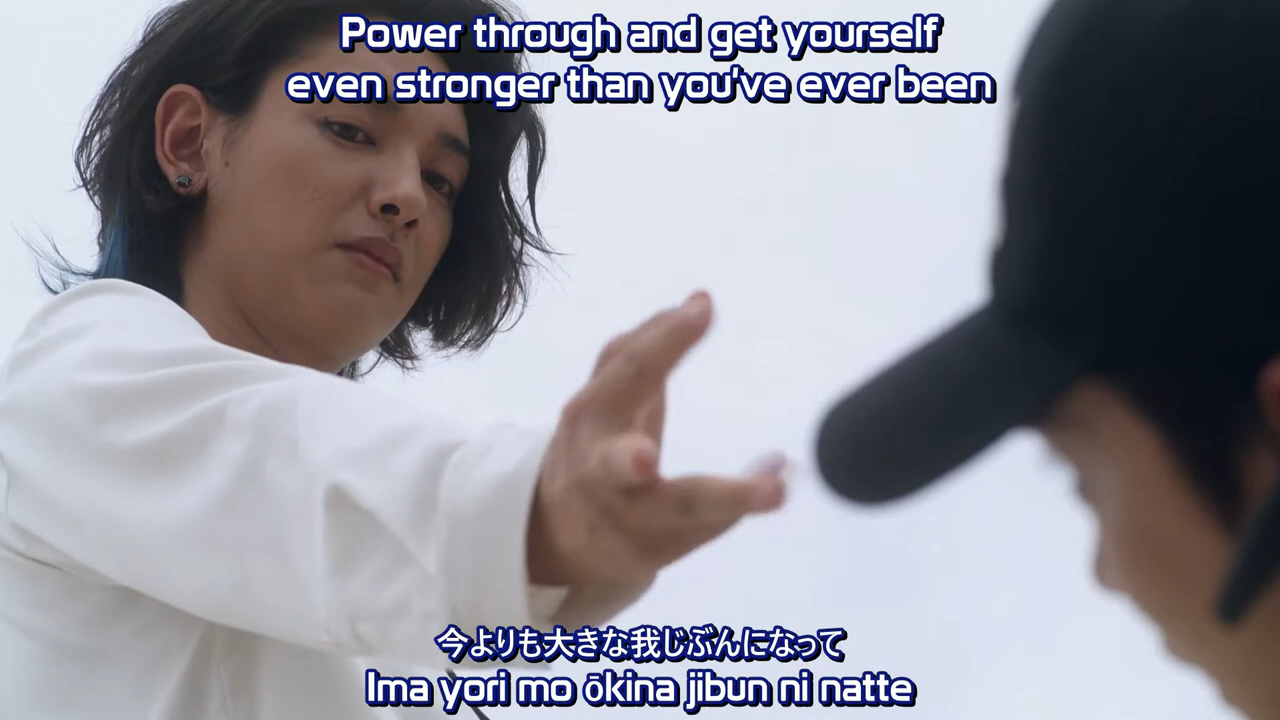 Power through and get yourself
even stronger than you've ever been
今よりも大きな我じぶんになって
Ima yori mo ōkina jibun ni natte